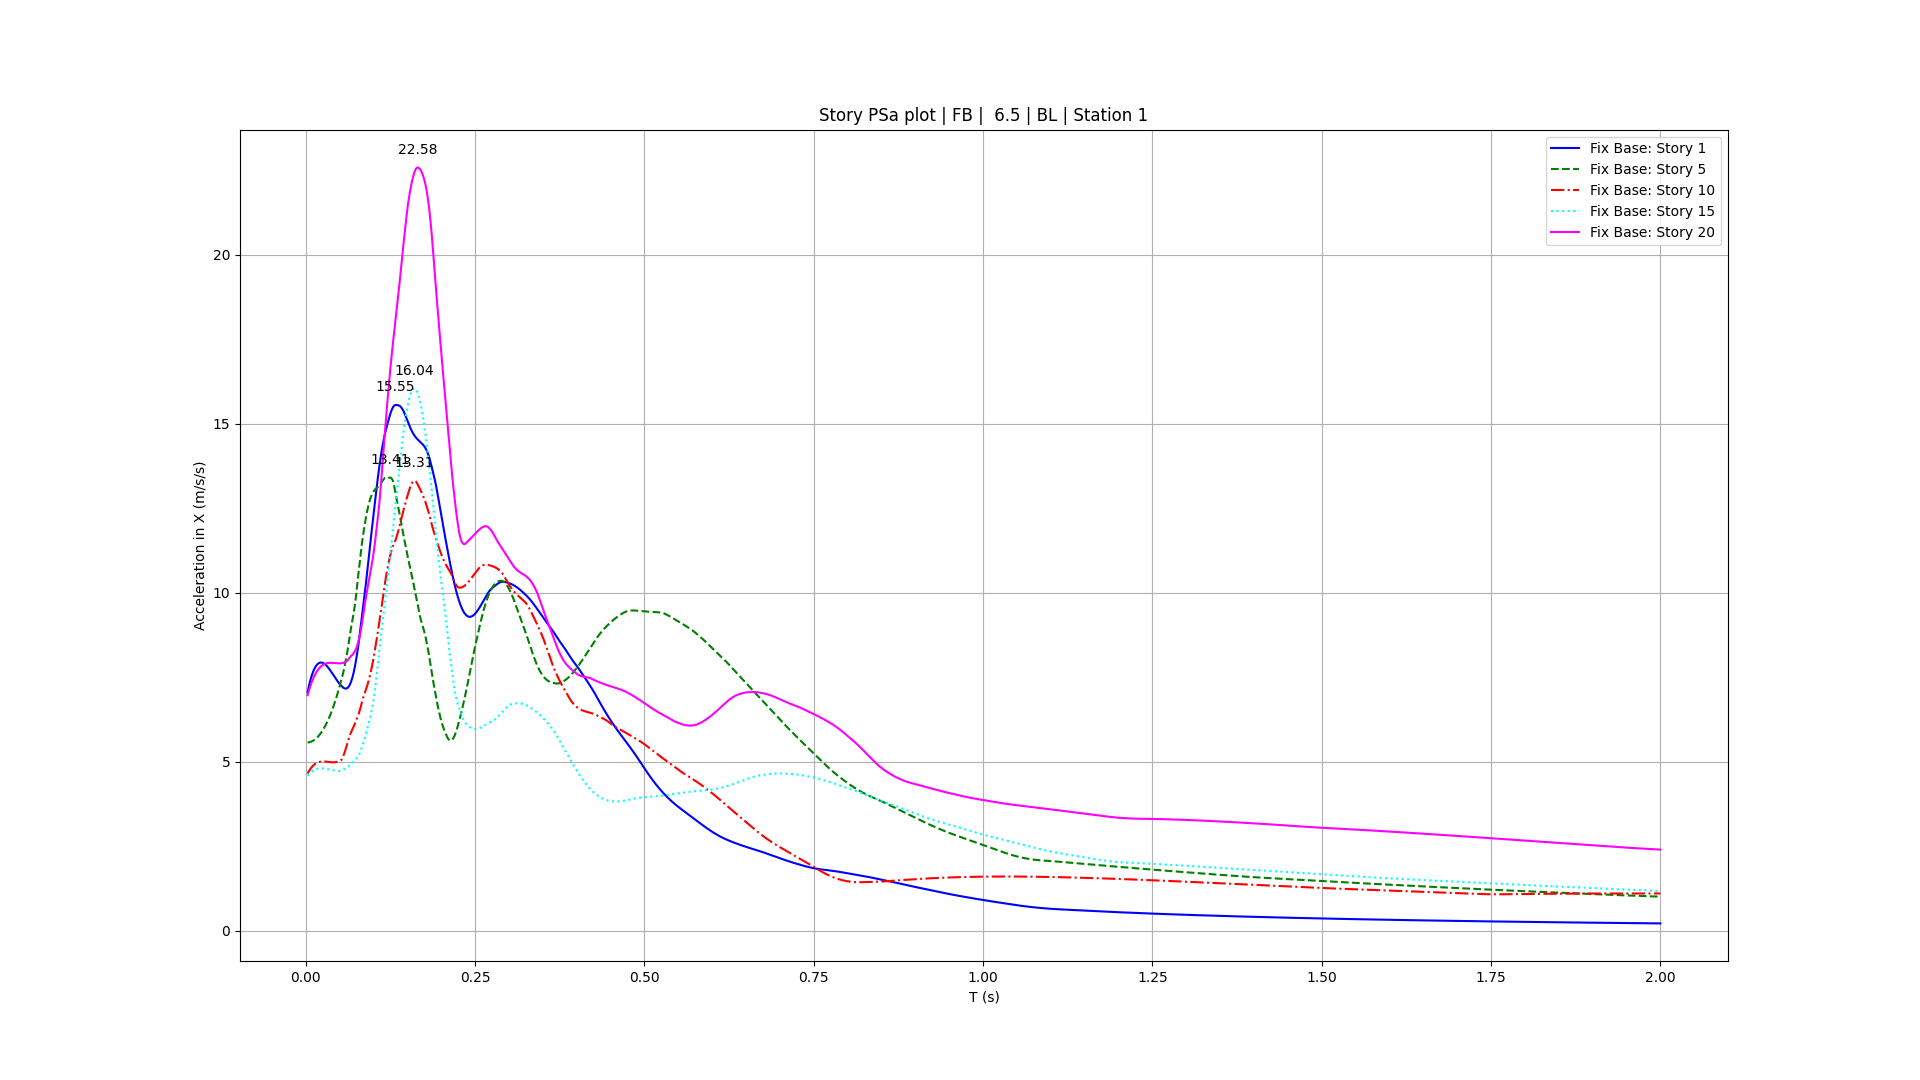 Story PSa plot | FB |  6.5 | BL | Station 1
Fix Base: Story 1
Fix Base: Story 5
Fix Base: Story 10
Fix Base: Story 15
Fix Base: Story 20
22.58
16.04
15.55
13.41
13.31
Acceleration in X (m/s/s)
20
15
10
5
0
0.00 0.25 0.50 0.75 1.00 1.25 1.50 1.75 2.00
T (s)